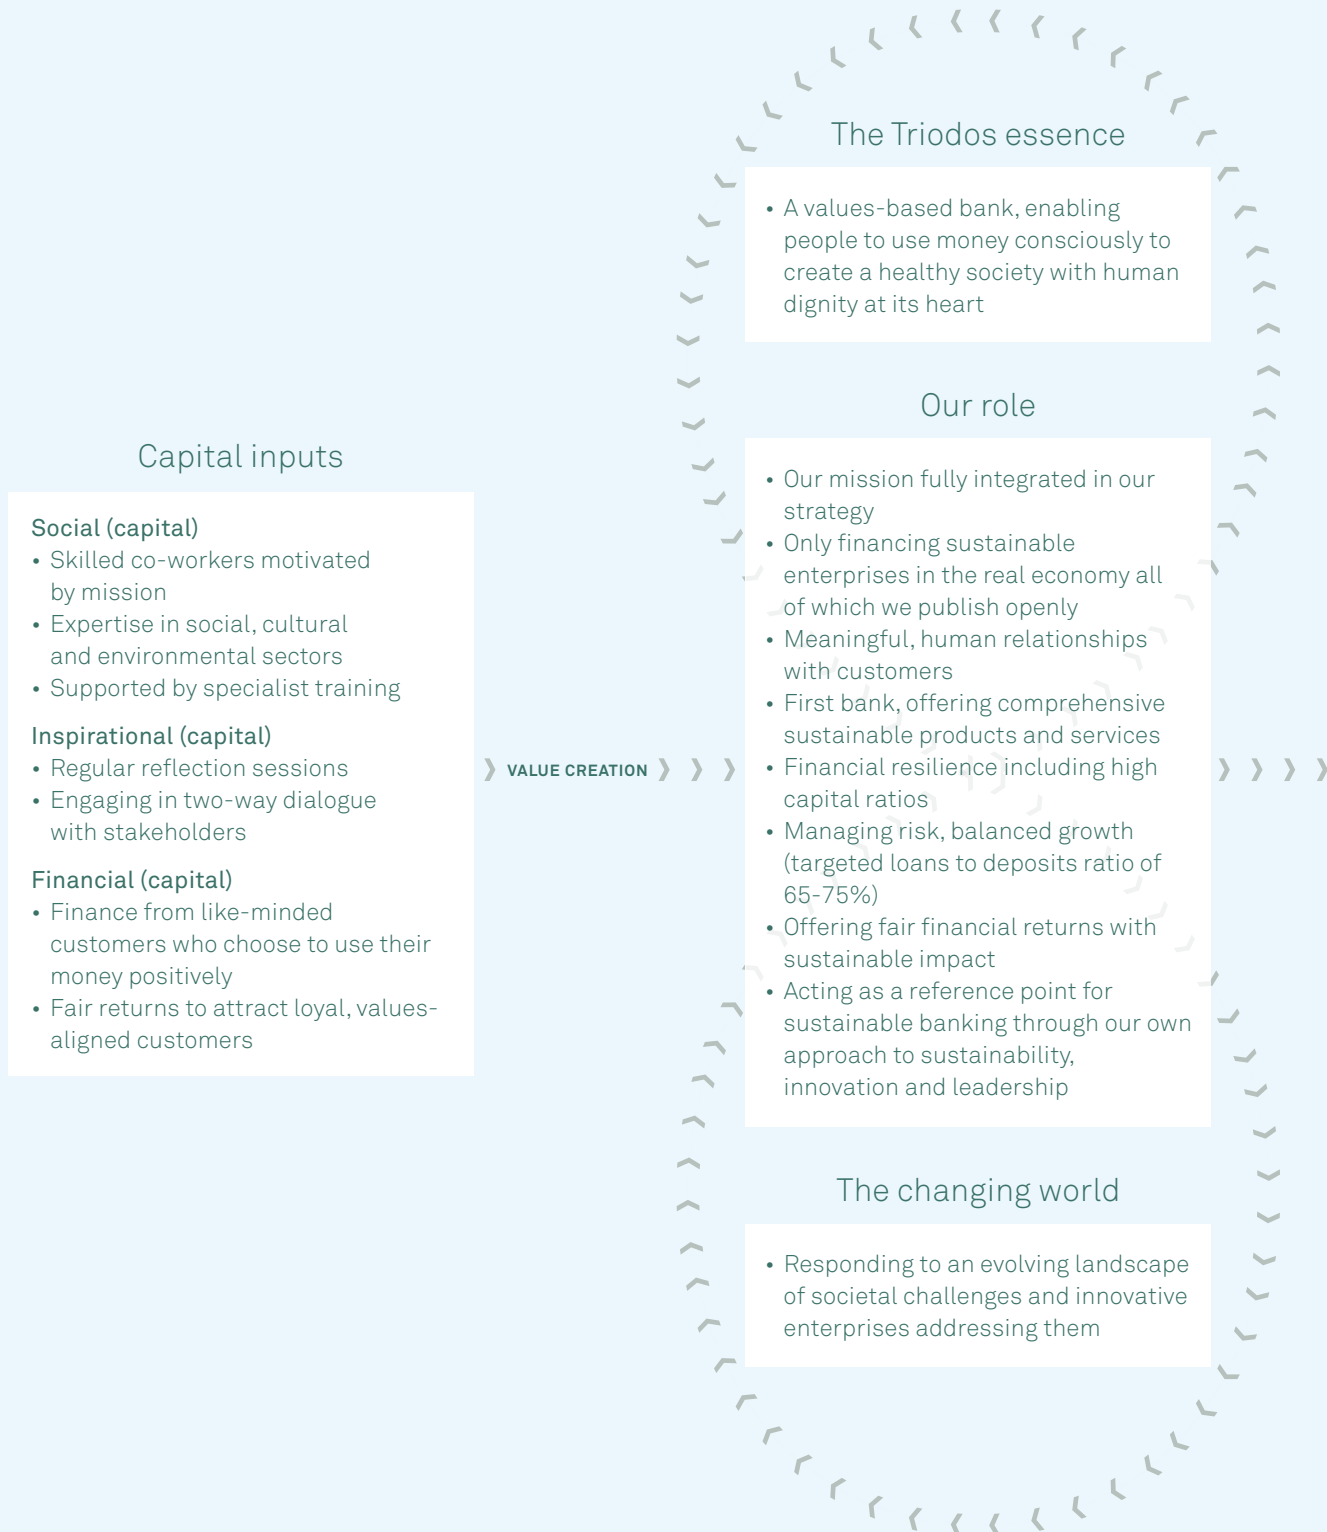 Capital inputs
Social (capital)
• Skilled co-workers motivated
by mission
• Expertise in social, cultural
and environmental sectors
• Supported by specialist training
Inspirational (capital)
• Regular reflection sessions
• Engaging in two-way dialogue
with stakeholders
Financial (capital)
• Finance from like-minded
customers who choose to use their
money positively
• Fair returns to attract loyal, values-
aligned customers
VALUE CREATION
The Triodos essence
• A values-based bank, enabling
people to use money consciously to
create a healthy society with human
dignity at its heart
Our role
• Our mission fully integrated in our
strategy
• Only financing sustainable
enterprises in the real economy all
of which we publish openly
• Meaningful, human relationships
with customers
• First bank, offering comprehensive
sustainable products and services
• Financial resilience including high
capital ratios
• Managing risk, balanced growth
(targeted loans to deposits ratio of
65-75%)
• Offering fair financial returns with
sustainable impact
• Acting as a reference point for
sustainable banking through our own
approach to sustainability,
innovation and leadership
The changing world
• Responding to an evolving landscape
of societal challenges and innovative
enterprises addressing them